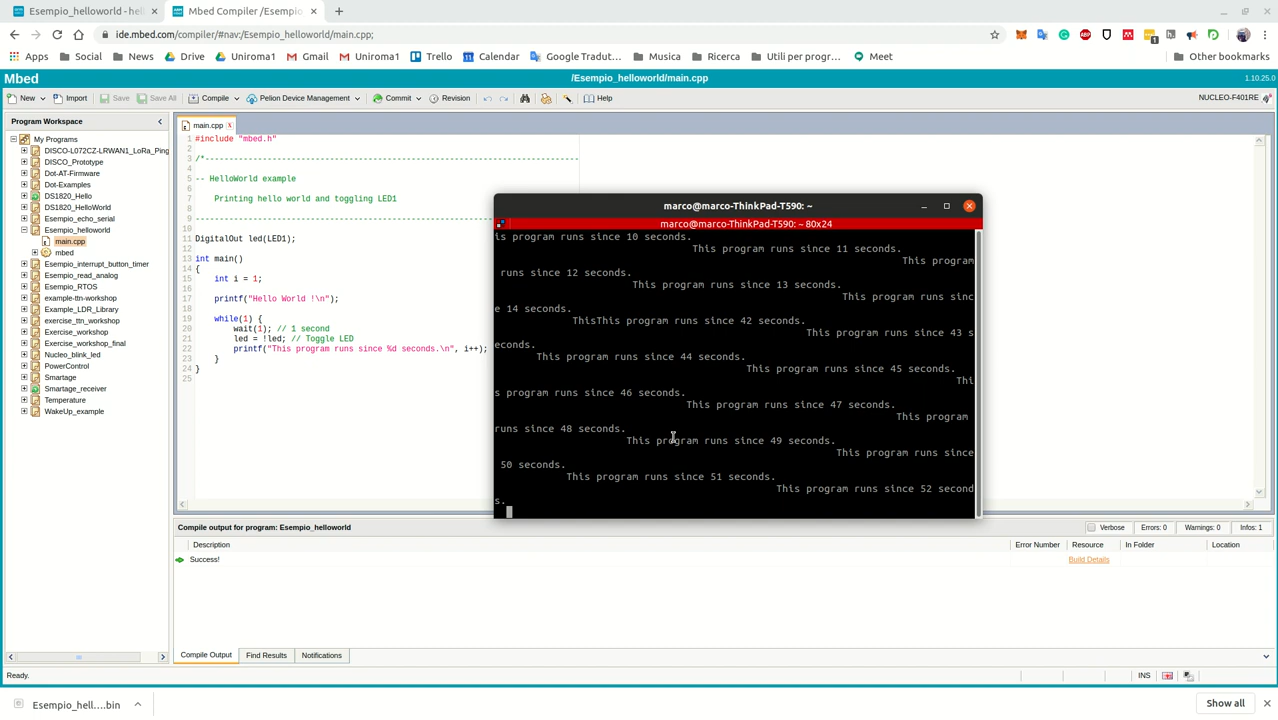 Esempio_helloworld - h
Mbed Compiler /Esempio
ide.mbed.com/compiler/#nav:/Esempio_helloworld/main.cpp;
Apps Social News Drive Uniroma1 Gmail Uniroma1 Trello Calendar Google Tradut... Musica Ricerca Utili per progr... Meet Other bookmarks
Mbed /Esempio_helloworld/main.cpp 1.10.25.0
New Import Save Save All Compile Pelion Device Management Commit Revision Help NUCLEO-F401RE
Program Workspace
My Programs
DISCO-L072CZ-LRWAN1_LoRa_Ping
DISCO_Prototype
Dot-AT-Firmware
Dot-Examples
DS1820_Hello
DS1820_HelloWorld
Esempio_echo_serial
Esempio_helloworld
main.cpp
mbed
Esempio_interrupt_button_timer
Esempio_read_analog
Esempio_RTOS
example-ttn-workshop
Example_LDR_Library
exercise_ttn_workshop
Exercise_workshop
Exercise_workshop_final
Nucleo_blink_led
PowerControl
Smartage
Smartage_receiver
Temperature
WakeUp_example
main.cpp x
1 #include "mbed.h"
2
3 /*------------------------------------------------------------------------------
4
5 -- HelloWorld example
6
7 Printing hello world and toggling LED1
8
9 --------------------------------------------------
10
11 DigitalOut led(LED1);
12
13 int main()
14 {
15 int i = 1;
16
17 printf("Hello World !\n");
18
19 while(1) {
20 wait(1); // 1 second
21 led = !led; // Toggle LED
22 printf("This program runs since %d seconds.\n", i++);
23 }
24 }
25
marco@marco-ThinkPad-T590: ~
marco@marco-ThinkPad-T590: ~ 80x24
is program runs since 10 seconds.
This program runs since 11 seconds.
This program
runs since 12 seconds.
This program runs since 13 seconds.
This program runs sinc
e 14 seconds.
ThisThis program runs since 42 seconds.
This program runs since 43 s
econds.
This program runs since 44 seconds.
This program runs since 45 seconds.
Thi
s program runs since 46 seconds.
This program runs since 47 seconds.
This program
runs since 48 seconds.
This program runs since 49 seconds.
This program runs since
50 seconds.
This program runs since 51 seconds.
This program runs since 52 second
s.
Compile output for program: Esempio_helloworld Verbose Errors: 0 Warnings: 0 Infos: 1
Description Error Number Resource In Folder Location
Success! Build Details
Compile Output Find Results Notifications
Ready. INS
Esempio_hell....bin Show all